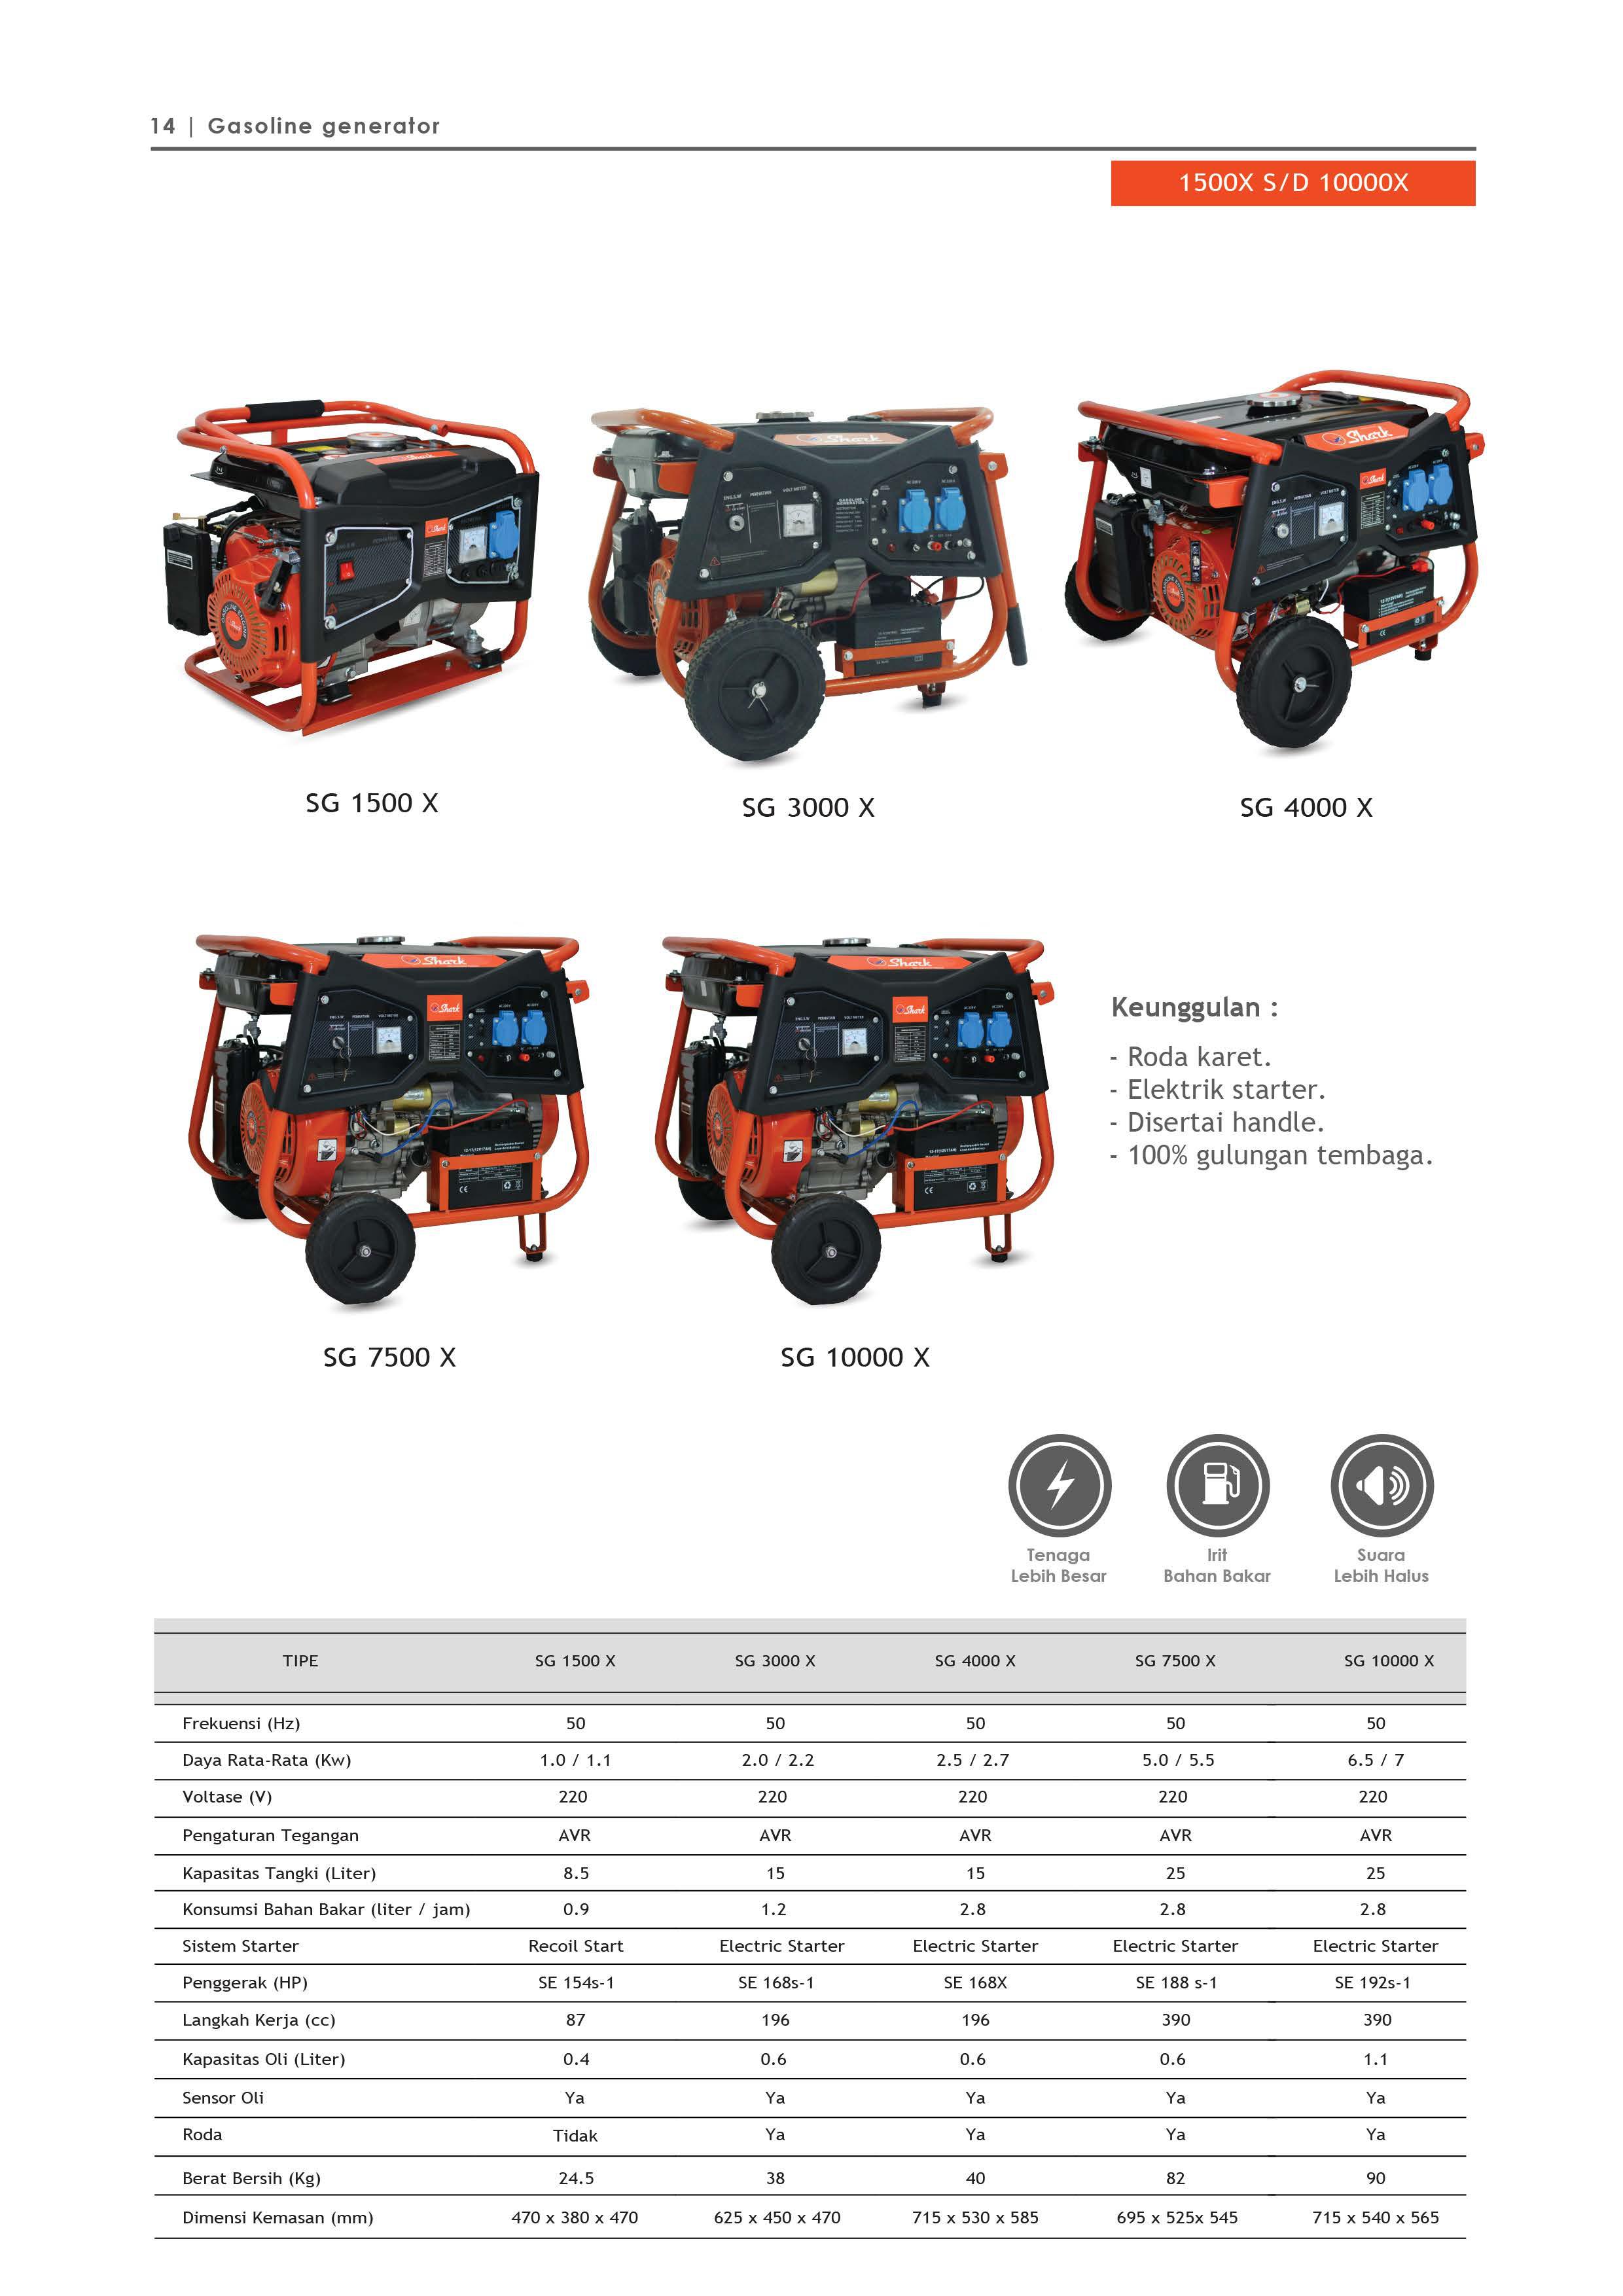 14 | Gasoline generator
1500X S/D 10000X
Shark
Shark
Shark
SG 1500 X
SG 3000 X
SG 4000 X
Shark
Shark
Shark
Shark
SG 7500 X
SG 10000 X
Keunggulan :
- Roda karet.
- Elektrik starter.
- Disertai handle.
- 100% gulungan tembaga.
Tenaga
Lebih Besar
Irit
Bahan Bakar
Suara
Lebih Halus
TIPE SG 1500 X SG 3000 X SG 4000 X SG 7500 X SG 10000 X
Frekuensi (Hz) 50 50 50 50 50
Daya Rata-Rata (Kw) 1.0 / 1.1 2.0 / 2.2 2.5 / 2.7 5.0 / 5.5 6.5 / 7
Voltase (V) 220 220 220 220 220
Pengaturan Tegangan AVR AVR AVR AVR AVR
Kapasitas Tangki (Liter) 8.5 15 15 25 25
Konsumsi Bahan Bakar (liter / jam) 0.9 1.2 2.8 2.8 2.8
Sistem Starter Recoil Start Electric Starter Electric Starter Electric Starter Electric Starter
Penggerak (HP) SE 154s-1 SE 168s-1 SE 168X SE 188 s-1 SE 192s-1
Langkah Kerja (cc) 87 196 196 390 390
Kapasitas Oli (Liter) 0.4 0.6 0.6 0.6 1.1
Sensor Oli Ya Ya Ya Ya Ya
Roda Tidak Ya Ya Ya Ya
Berat Bersih (Kg) 24.5 38 40 82 90
Dimensi Kemasan (mm) 470 x 380 x 470 625 x 450 x 470 715 x 530 x 585 695 x 525x 545 715 x 540 x 565